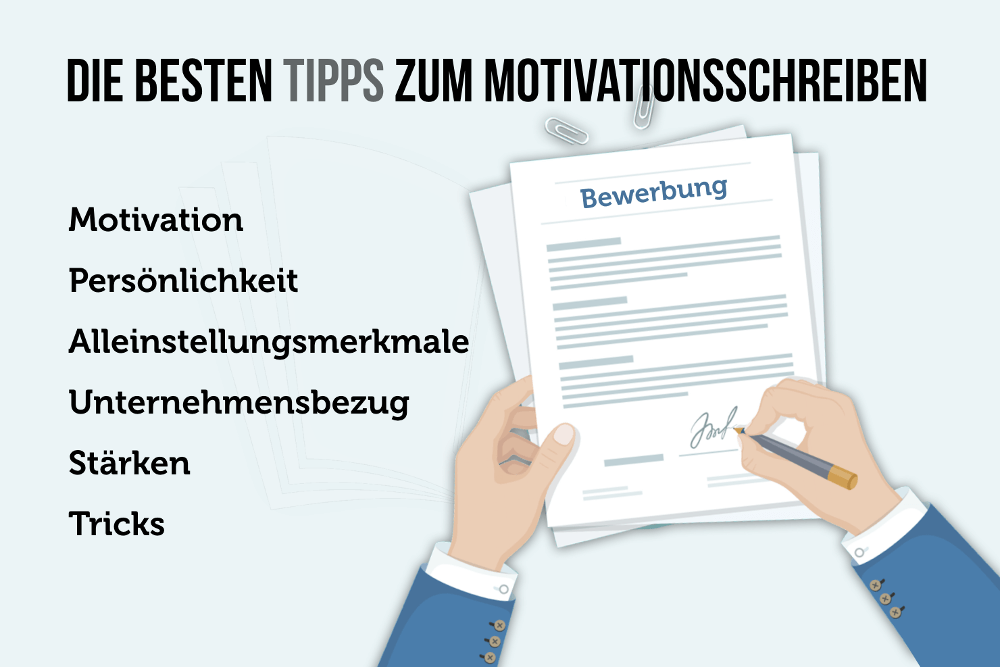 DIE BESTEN TIPPS ZUM MOTIVATIONSSCHREIBEN
Bewerbung
Motivation
Persönlichkeit
Alleinstellungsmerkmale
Unternehmensbezug
Stärken
Tricks